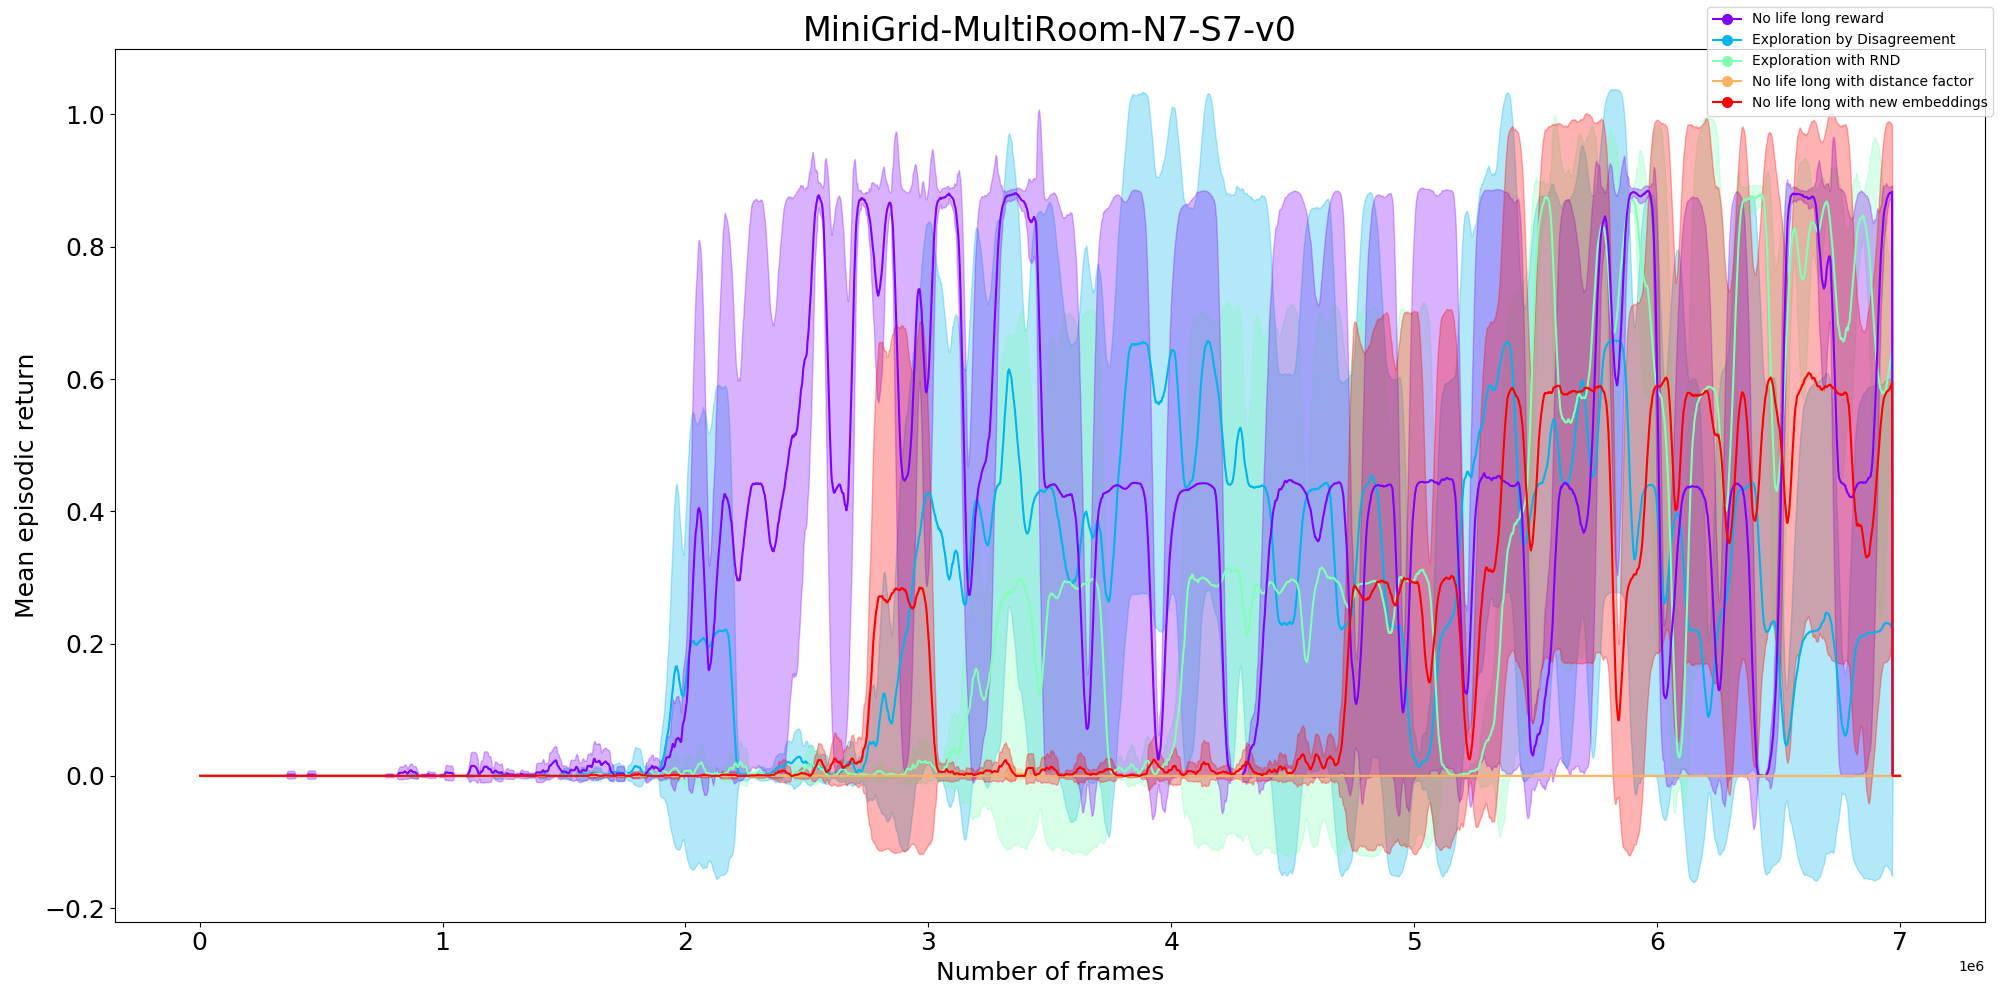 MiniGrid-MultiRoom-N7-S7-v0
No life long reward
Exploration by Disagreement
Exploration with RND
No life long with distance factor
No life long with new embeddings
Mean episodic return
1.0
0.8
0.6
0.4
0.2
0.0
−0.2
0 1 2 3 4 5 6 7
1e6
Number of frames